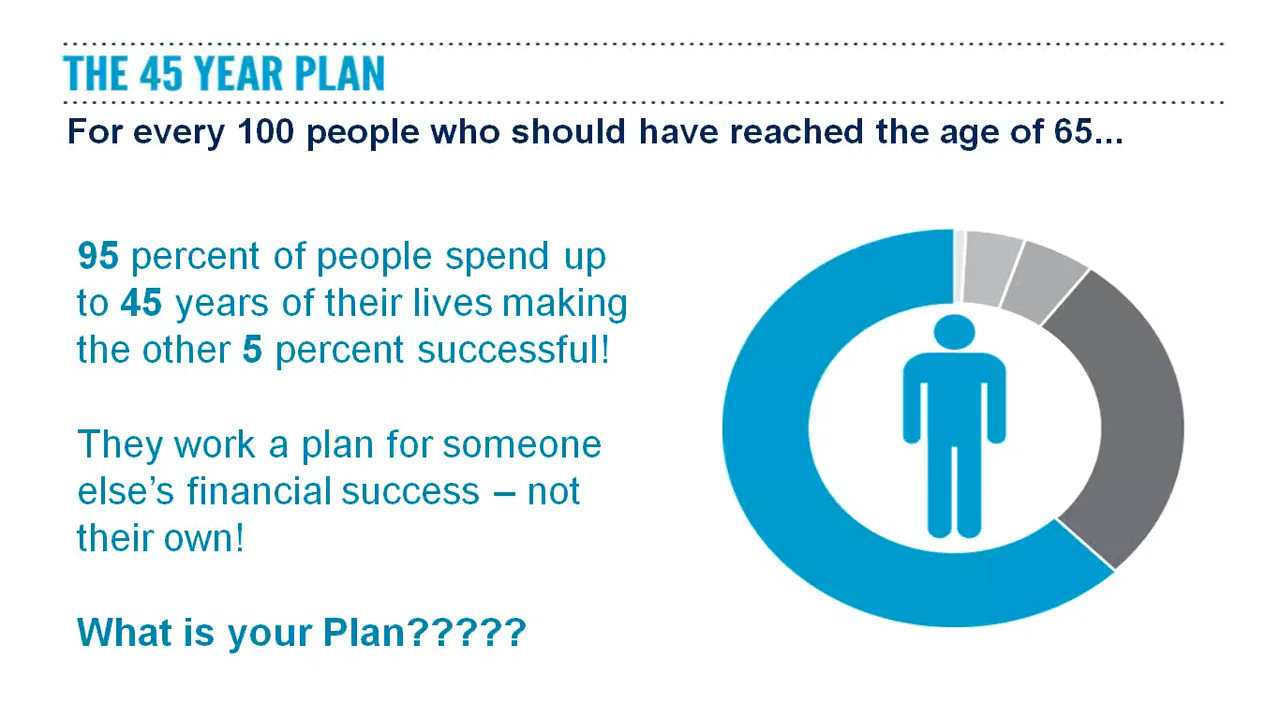 THE 45 YEAR PLAN
For every 100 people who should have reached the age of 65...
95 percent of people spend up
to 45 years of their lives making
the other 5 percent successful!
They work a plan for someone
else’s financial success – not
their own!
What is your Plan?????